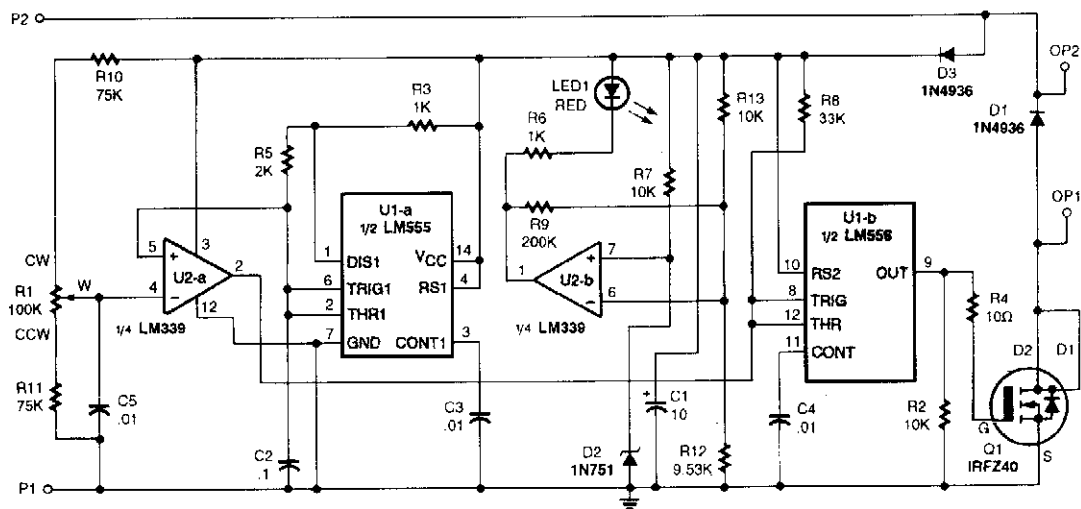 P2
OP2
R10
75K
R3
1K
LED1
RED
R13
10K
R8
33K
D3
1N4936
D1
1N4936
R6
1K
R5
2K
R7
10K
OP1
U1-a
1/2 LM555
R9
200K
U1-b
1/2 LM556
5
+
3
U2-a
2
4
−
12
1/4 LM339
CW
R1
100K
W
CCW
1
DIS1
VCC
14
6
TRIG1
RS1
4
2
THR1
7
GND
CONT1
3
1
U2-b
+
7
−
6
1/4 LM339
10
RS2
OUT
9
8
TRIG
12
THR
11
CONT
R4
10Ω
D2
D1
R11
75K
C5
.01
C2
.1
C3
.01
D2
1N751
+
C1
10
R12
9.53K
C4
.01
R2
10K
G
S
Q1
IRFZ40
P1